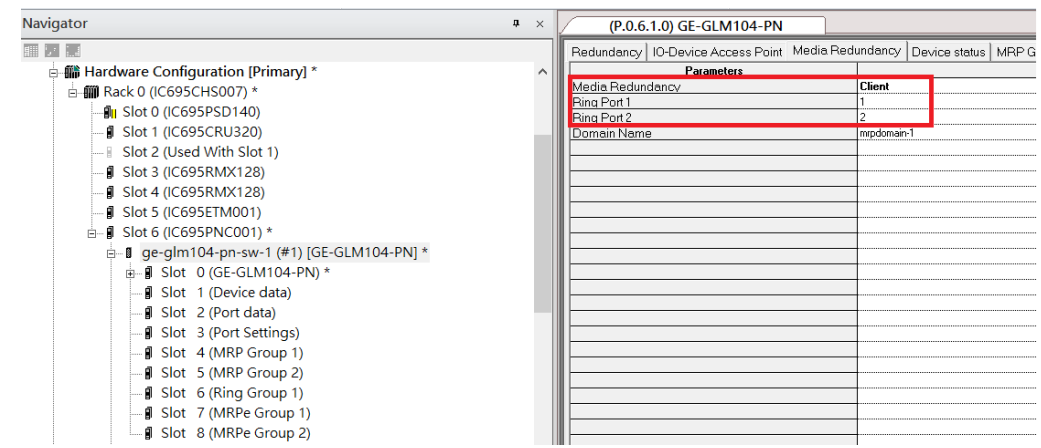 Navigator
Hardware Configuration [Primary] *
Rack 0 (IC695CHS007) *
Slot 0 (IC695PSD140)
Slot 1 (IC695CRU320)
Slot 2 (Used With Slot 1)
Slot 3 (IC695RMX128)
Slot 4 (IC695RMX128)
Slot 5 (IC695ETM001)
Slot 6 (IC695PNC001) *
ge-glm104-pn-sw-1 (#1) [GE-GLM104-PN] *
Slot 0 (GE-GLM104-PN) *
Slot 1 (Device data)
Slot 2 (Port data)
Slot 3 (Port Settings)
Slot 4 (MRP Group 1)
Slot 5 (MRP Group 2)
Slot 6 (Ring Group 1)
Slot 7 (MRPe Group 1)
Slot 8 (MRPe Group 2)
(P.0.6.1.0) GE-GLM104-PN
Redundancy IO-Device Access Point Media Redundancy Device status MRP G
Parameters
Media Redundancy Client
Ring Port 1 1
Ring Port 2 2
Domain Name mrpdomain-1